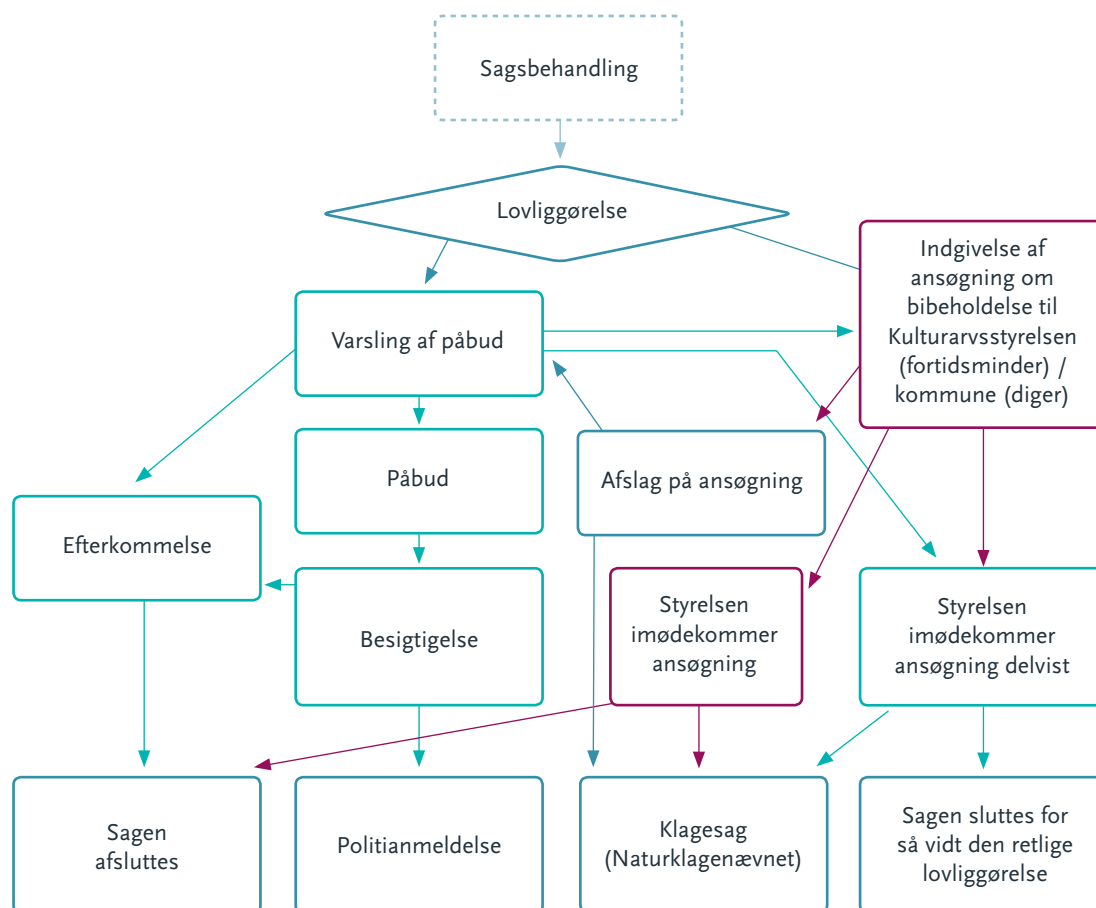 Sagsbehandling
Lovliggørelse
Indgivelse af
ansøgning om
bibeholdelse til
Kulturarvsstyrelsen
(fortidsminder) /
kommune (diger)
Varsling af påbud
Påbud
Afslag på ansøgning
Efterkommelse
Besigtigelse
Styrelsen
imødekommer
ansøgning
Styrelsen
imødekommer
ansøgning delvist
Sagen
afsluttes
Politianmeldelse
Klagesag
(Naturklagenævnet)
Sagen sluttes for
så vidt den retlige
lovliggørelse